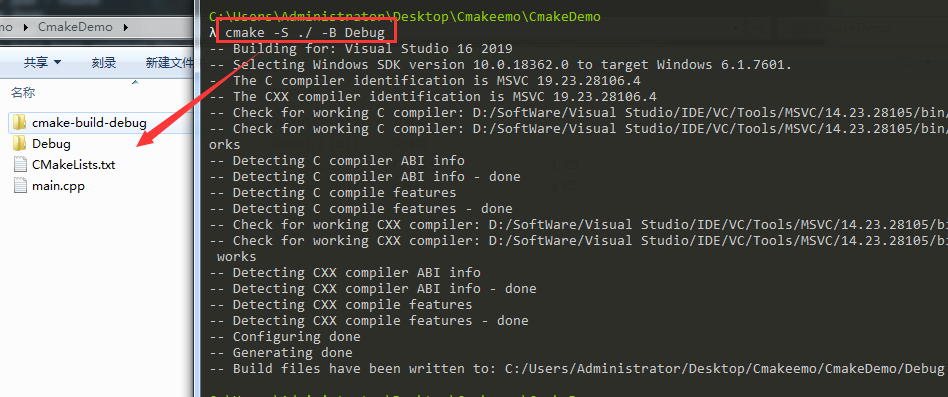 mo
CmakeDemo
共享
刻录
新建文件
名称
cmake-build-debug
Debug
CMakeLists.txt
main.cpp
C:\Users\Administrator\Desktop\Cmakeemo\CmakeDemo
λ cmake -S ./ -B Debug
-- Building for: Visual Studio 16 2019
-- Selecting Windows SDK version 10.0.18362.0 to target Windows 6.1.7601.
-- The C compiler identification is MSVC 19.23.28106.4
-- The CXX compiler identification is MSVC 19.23.28106.4
-- Check for working C compiler: D:/SoftWare/Visual Studio/IDE/VC/Tools/MSVC/14.23.28105/bin/
-- Check for working C compiler: D:/SoftWare/Visual Studio/IDE/VC/Tools/MSVC/14.23.28105/bin/
orks
-- Detecting C compiler ABI info
-- Detecting C compiler ABI info - done
-- Detecting C compile features
-- Detecting C compile features - done
-- Check for working CXX compiler: D:/SoftWare/Visual Studio/IDE/VC/Tools/MSVC/14.23.28105/bi
-- Check for working CXX compiler: D:/SoftWare/Visual Studio/IDE/VC/Tools/MSVC/14.23.28105/bi
works
-- Detecting CXX compiler ABI info
-- Detecting CXX compiler ABI info - done
-- Detecting CXX compile features
-- Detecting CXX compile features - done
-- Configuring done
-- Generating done
-- Build files have been written to: C:/Users/Administrator/Desktop/Cmakeemo/CmakeDemo/Debug